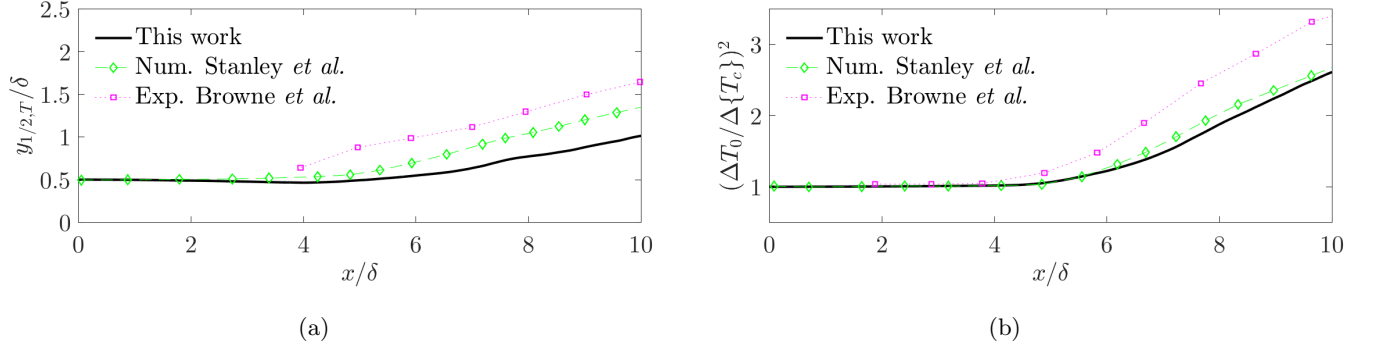 2.5
2
1.5
1
0.5
0
y1/2,T/δ
This work
Num. Stanley et al.
Exp. Browne et al.
0 2 4 6 8 10
x/δ
(a)
3
2
1
(ΔT0/Δ{Tc})2
This work
Num. Stanley et al.
Exp. Browne et al.
0 2 4 6 8 10
x/δ
(b)